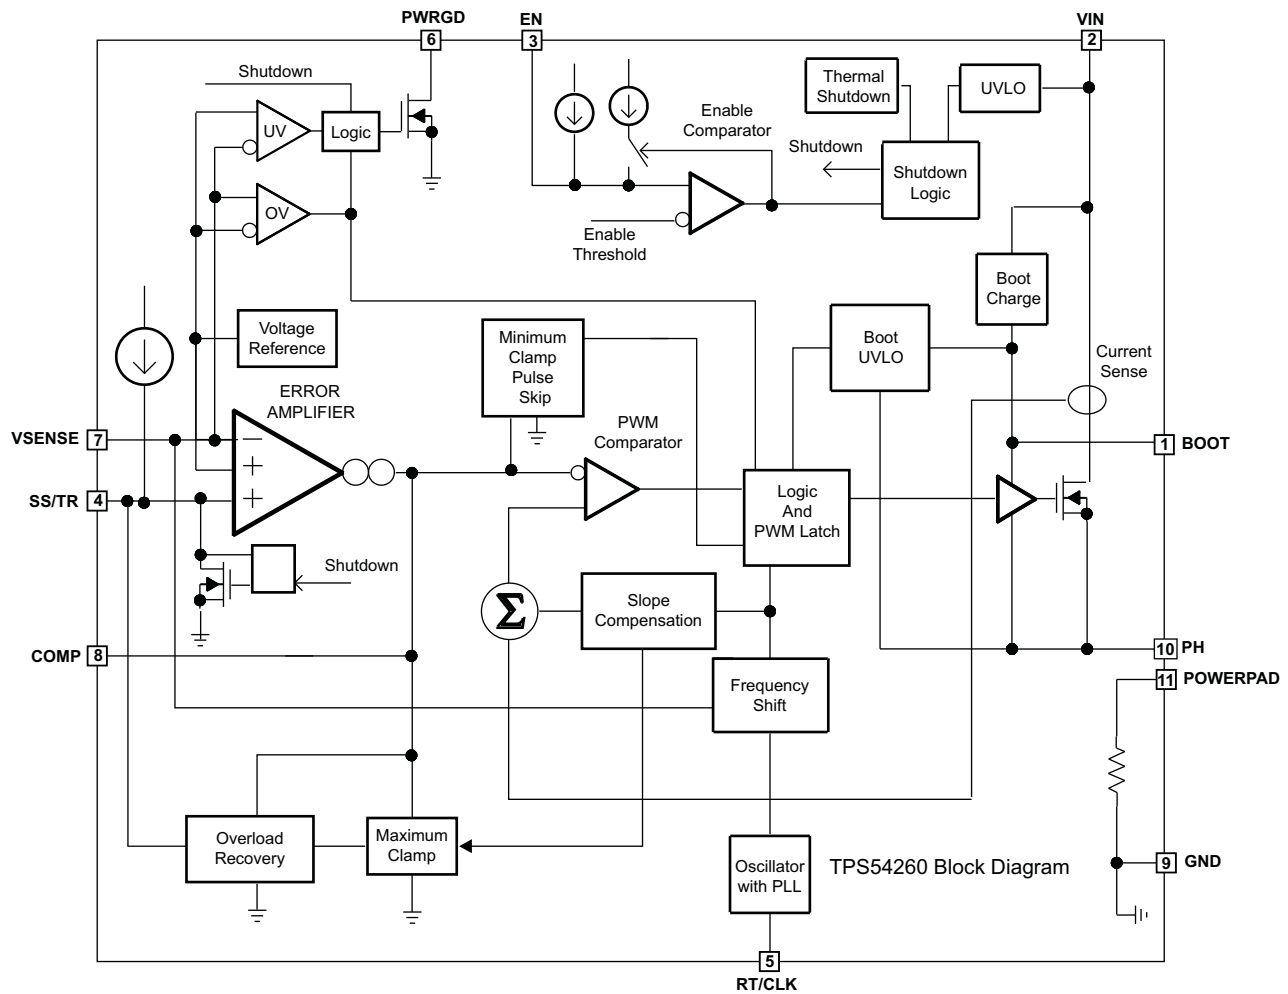 PWRGD
EN
VIN
6
3
2
Shutdown
Thermal
Shutdown
UVLO
UV
Logic
Enable
Comparator
Shutdown
Shutdown
Logic
OV
Enable
Threshold
Boot
Charge
Voltage
Reference
Minimum
Clamp
Pulse
Skip
Boot
UVLO
Current
Sense
ERROR
AMPLIFIER
PWM
Comparator
VSENSE
7
−
+
+
1
BOOT
SS/TR
4
Logic
And
PWM Latch
Shutdown
Σ
Slope
Compensation
COMP
8
10
PH
11
POWERPAD
Frequency
Shift
Overload
Recovery
Maximum
Clamp
Oscillator
with PLL
TPS54260 Block Diagram
9
GND
5
RT/CLK